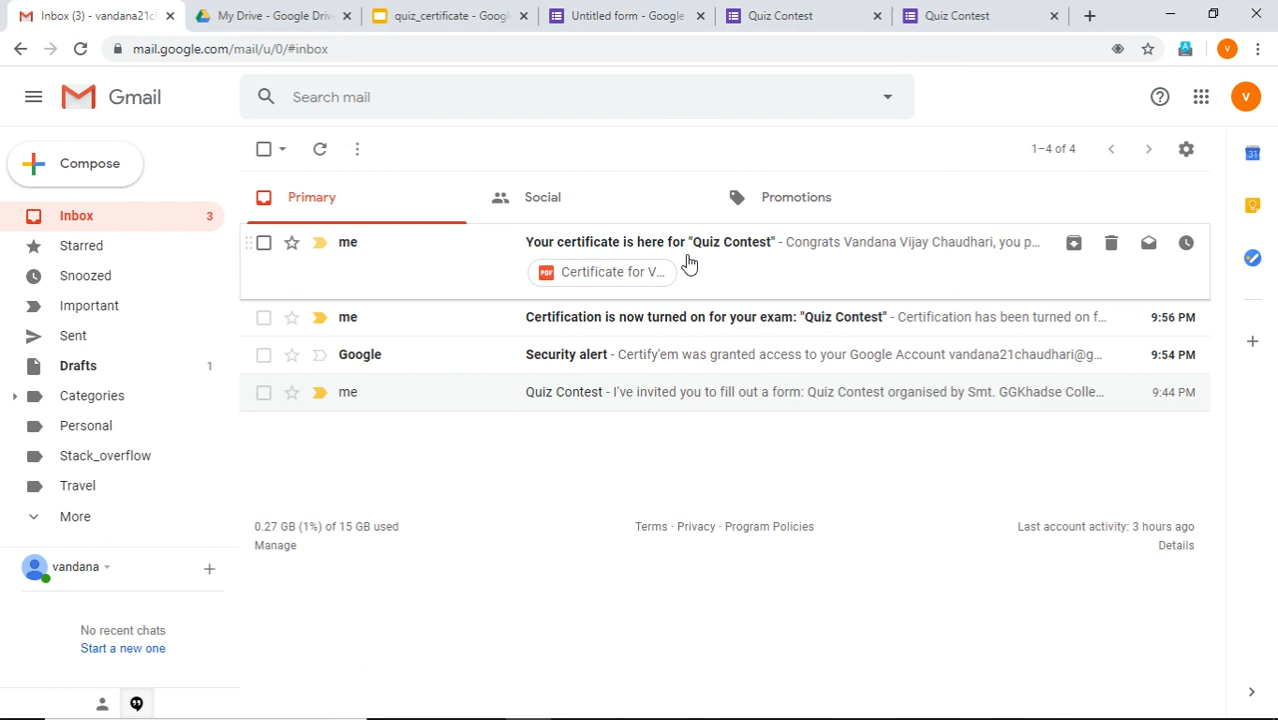 Inbox (3) - vandana21c
My Drive - Google Driv
quiz_certificate - Googl
Untitled form - Google
Quiz Contest
Quiz Contest
mail.google.com/mail/u/0/#inbox
V
Gmail
Search mail
V
Compose
1–4 of 4
31
Inbox 3
Primary
Social
Promotions
Starred
me
Your certificate is here for "Quiz Contest" - Congrats Vandana Vijay Chaudhari, you p...
PDF Certificate for V...
Snoozed
Important
me
Certification is now turned on for your exam: "Quiz Contest" - Certification has been turned on f...
9:56 PM
Sent
Google
Security alert - Certify'em was granted access to your Google Account vandana21chaudhari@g...
9:54 PM
Drafts 1
me
Quiz Contest - I've invited you to fill out a form: Quiz Contest organised by Smt. GGKhadse Colle...
9:44 PM
Categories
Personal
Stack_overflow
Travel
More
0.27 GB (1%) of 15 GB used
Manage
Terms · Privacy · Program Policies
Last account activity: 3 hours ago
Details
vandana
No recent chats
Start a new one